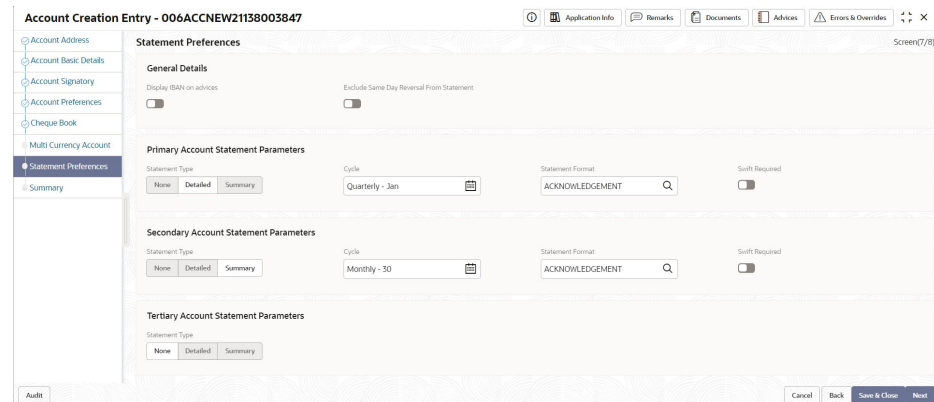 Account Creation Entry - 006ACCNEW21138003847
Application Info
Remarks
Documents
Advices
Errors & Overrides
Account Address
Account Basic Details
Account Signatory
Account Preferences
Cheque Book
Multi Currency Account
Statement Preferences
Summary
Statement Preferences
Screen(7/8)
General Details
Display IBAN on advices
Exclude Same Day Reversal From Statement
Primary Account Statement Parameters
Statement Type
Cycle
Statement Format
Swift Required
None Detailed Summary
Quarterly - Jan
ACKNOWLEDGEMENT
Secondary Account Statement Parameters
Statement Type
Cycle
Statement Format
Swift Required
None Detailed Summary
Monthly - 30
ACKNOWLEDGEMENT
Tertiary Account Statement Parameters
Statement Type
None Detailed Summary
Audit
Cancel
Back
Save & Close
Next